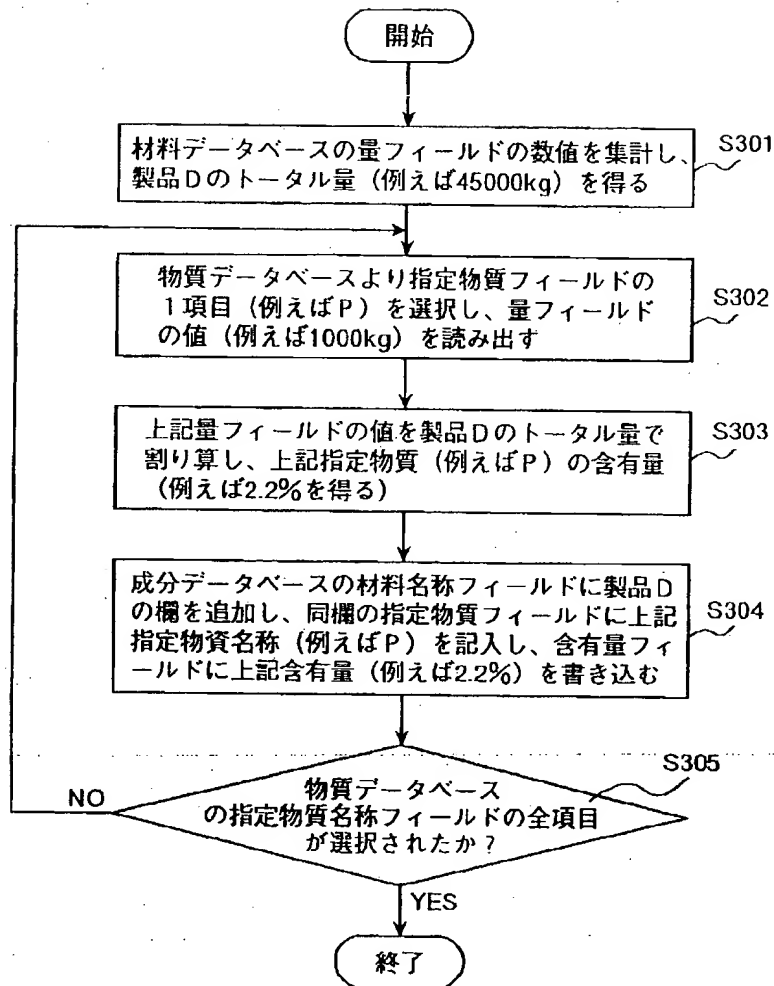 開始
材料データベースの量フィールドの数値を集計し、
製品Dのトータル量（例えば45000kg）を得る
S301
物質データベースより指定物質フィールドの
1項目（例えばP）を選択し、量フィールド
の値（例えば1000kg）を読み出す
S302
上記量フィールドの値を製品Dのトータル量で
割り算し、上記指定物質（例えばP）の含有量
（例えば2.2%を得る）
S303
成分データベースの材料名称フィールドに製品D
の欄を追加し、同欄の指定物質フィールドに上記
指定物資名称（例えばP）を記入し、含有量フィ
ールドに上記含有量（例えば2.2%）を書き込む
S304
物質データベース
の指定物質名称フィールドの全項目
が選択されたか？
S305
NO
YES
終了